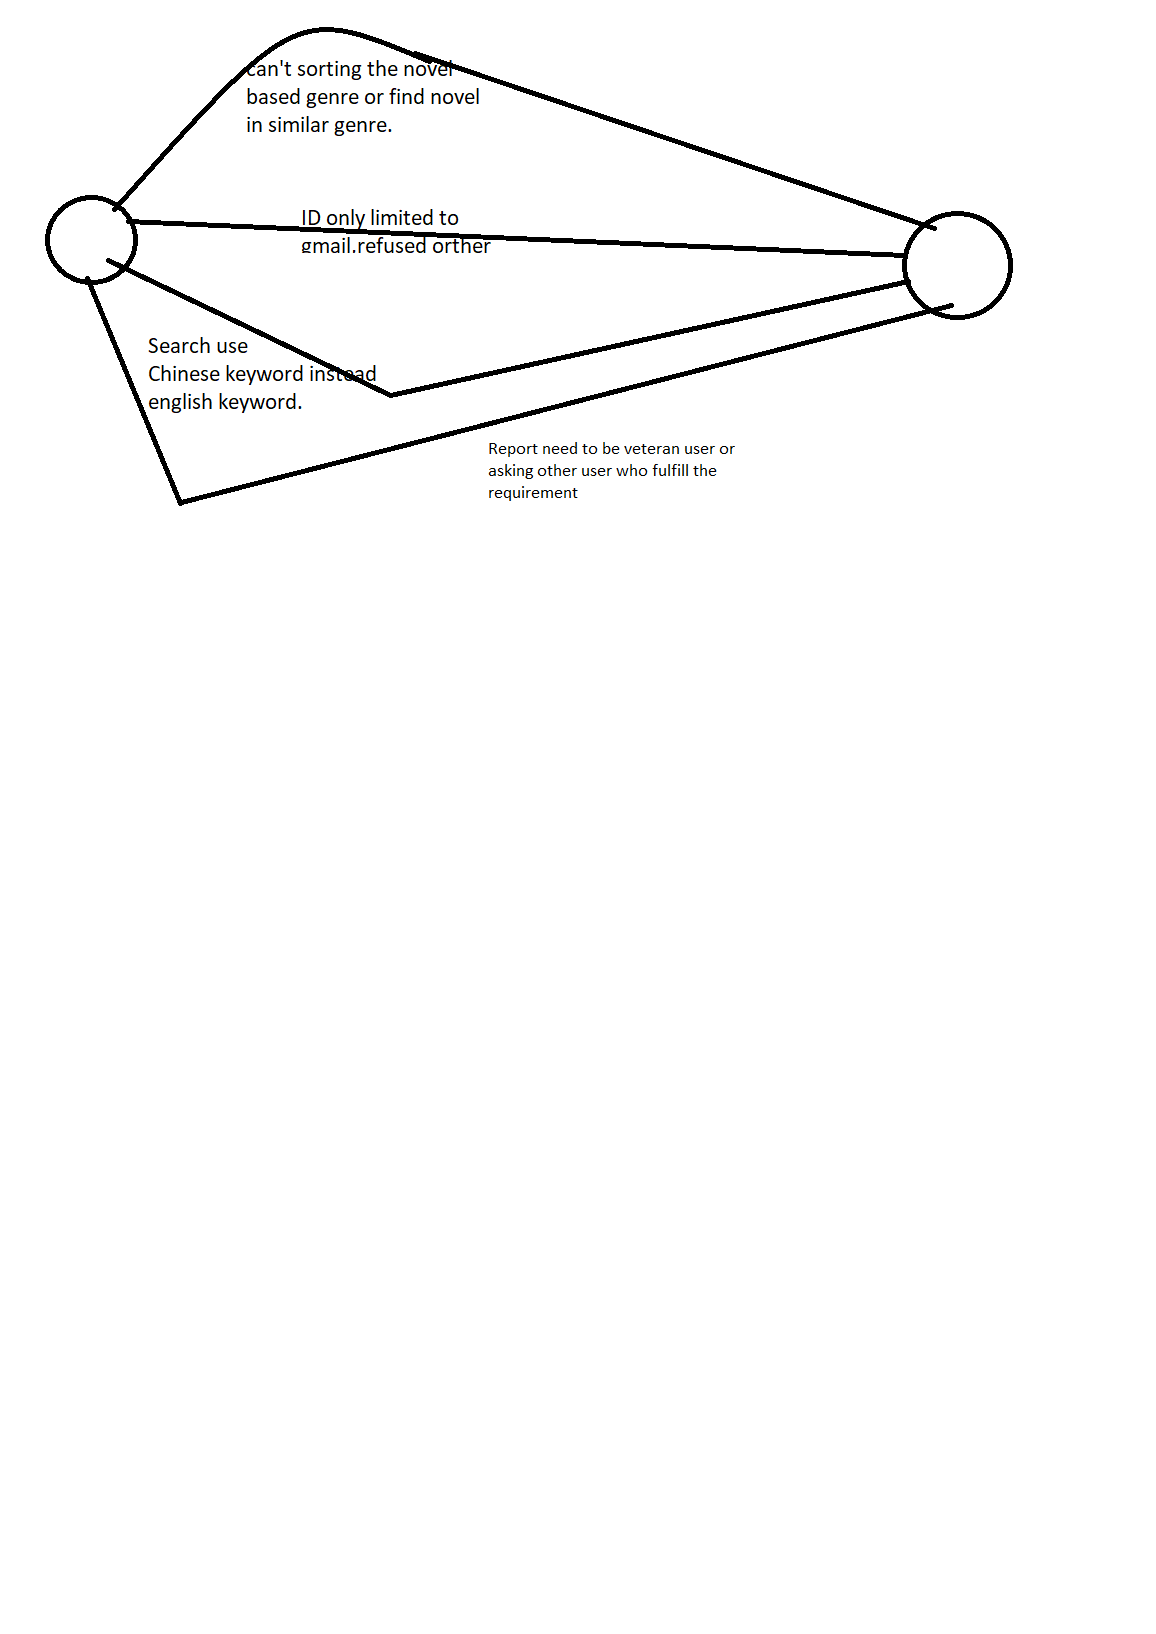 can't sorting the novel
based genre or find novel
in similar genre.
ID only limited to
gmail.refused orther
Search use
Chinese keyword instead
english keyword.
Report need to be veteran user or
asking other user who fulfill the
requirement